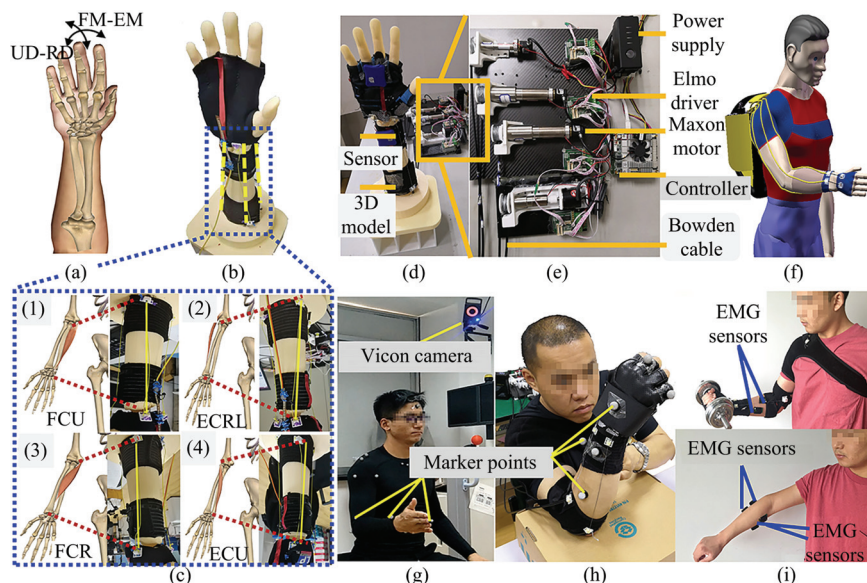 FM-EM
UD-RD
(a)
(b)
Sensor
3D
model
(d)
(e)
Power
supply
Elmo
driver
Maxon
motor
Controller
Bowden
cable
(f)
(1)
FCU
(2)
ECRL
(3)
FCR
(4)
ECU
(c)
Vicon camera
Marker points
(g)
(h)
EMG
sensors
EMG sensors
EMG
sensors
(i)